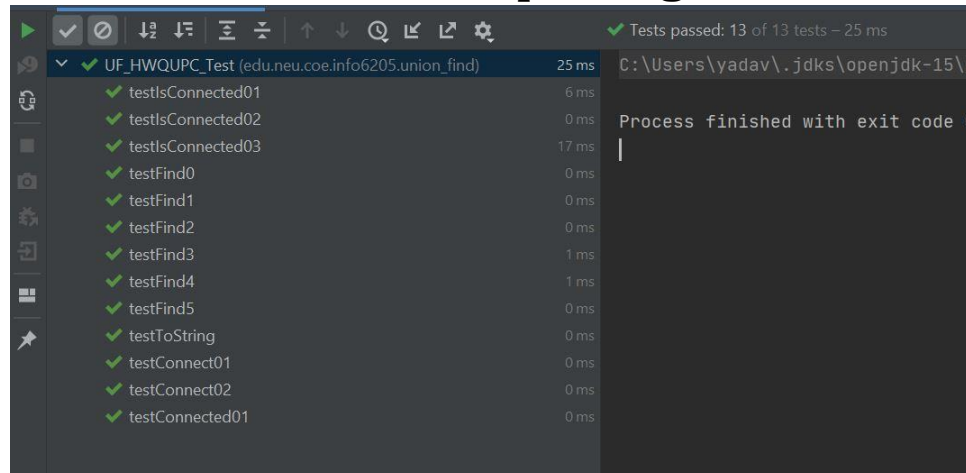 Tests passed: 13 of 13 tests – 25 ms
UF_HWQUPC_Test (edu.neu.coe.info6205.union_find) 25 ms
testIsConnected01 6 ms
testIsConnected02 0 ms
testIsConnected03 17 ms
testFind0 0 ms
testFind1 0 ms
testFind2 0 ms
testFind3 1 ms
testFind4 1 ms
testFind5 0 ms
testToString 0 ms
testConnect01 0 ms
testConnect02 0 ms
testConnected01 0 ms
C:\Users\yadav\.jdks\openjdk-15\
Process finished with exit code